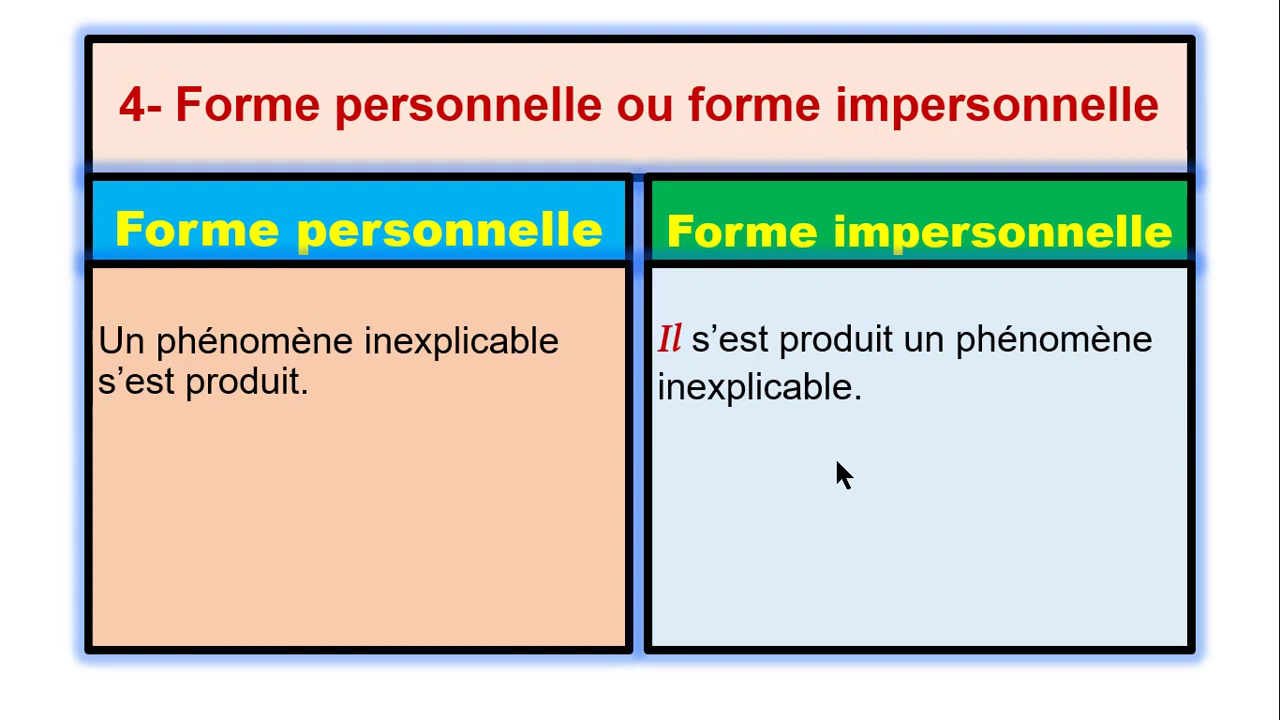 4- Forme personnelle ou forme impersonnelle
Forme personnelle
Forme impersonnelle
Un phénomène inexplicable
s’est produit.
Il s’est produit un phénomène
inexplicable.